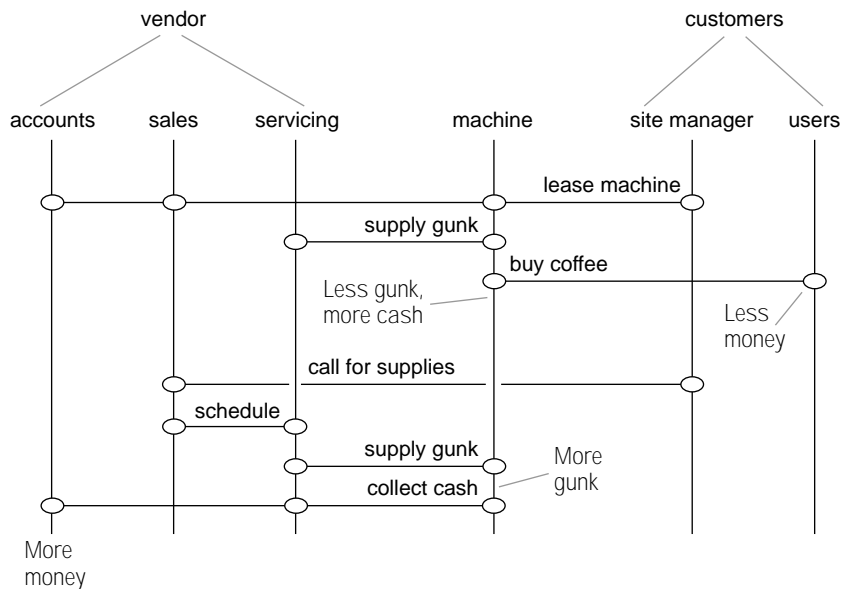 vendor
customers
accounts
sales
servicing
machine
site manager
users
lease machine
supply gunk
buy coffee
Less gunk,
more cash
Less
money
call for supplies
schedule
supply gunk
More
gunk
collect cash
More
money